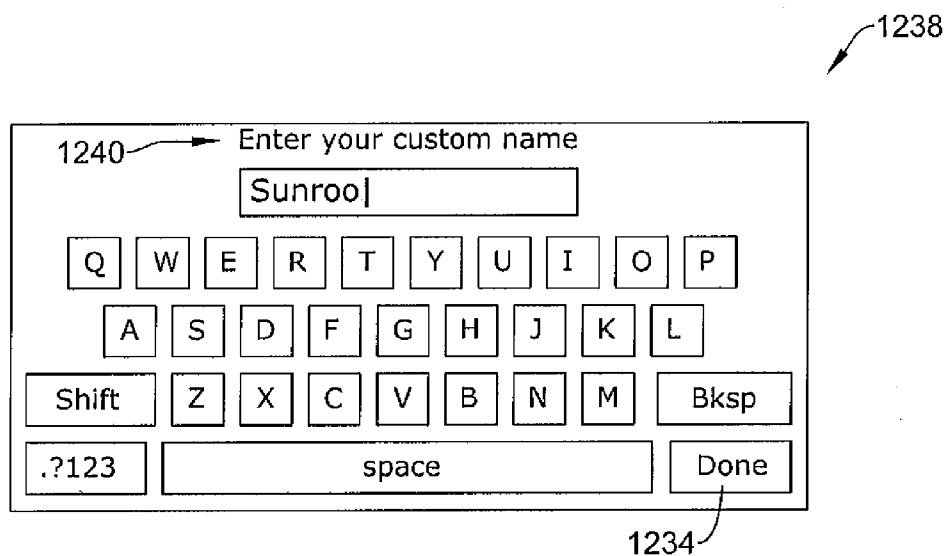 1238
1240 Enter your custom name
Sunroo|
Q W E R T Y U I O P
A S D F G H J K L
Shift Z X C V B N M Bksp
.?123 space Done
1234